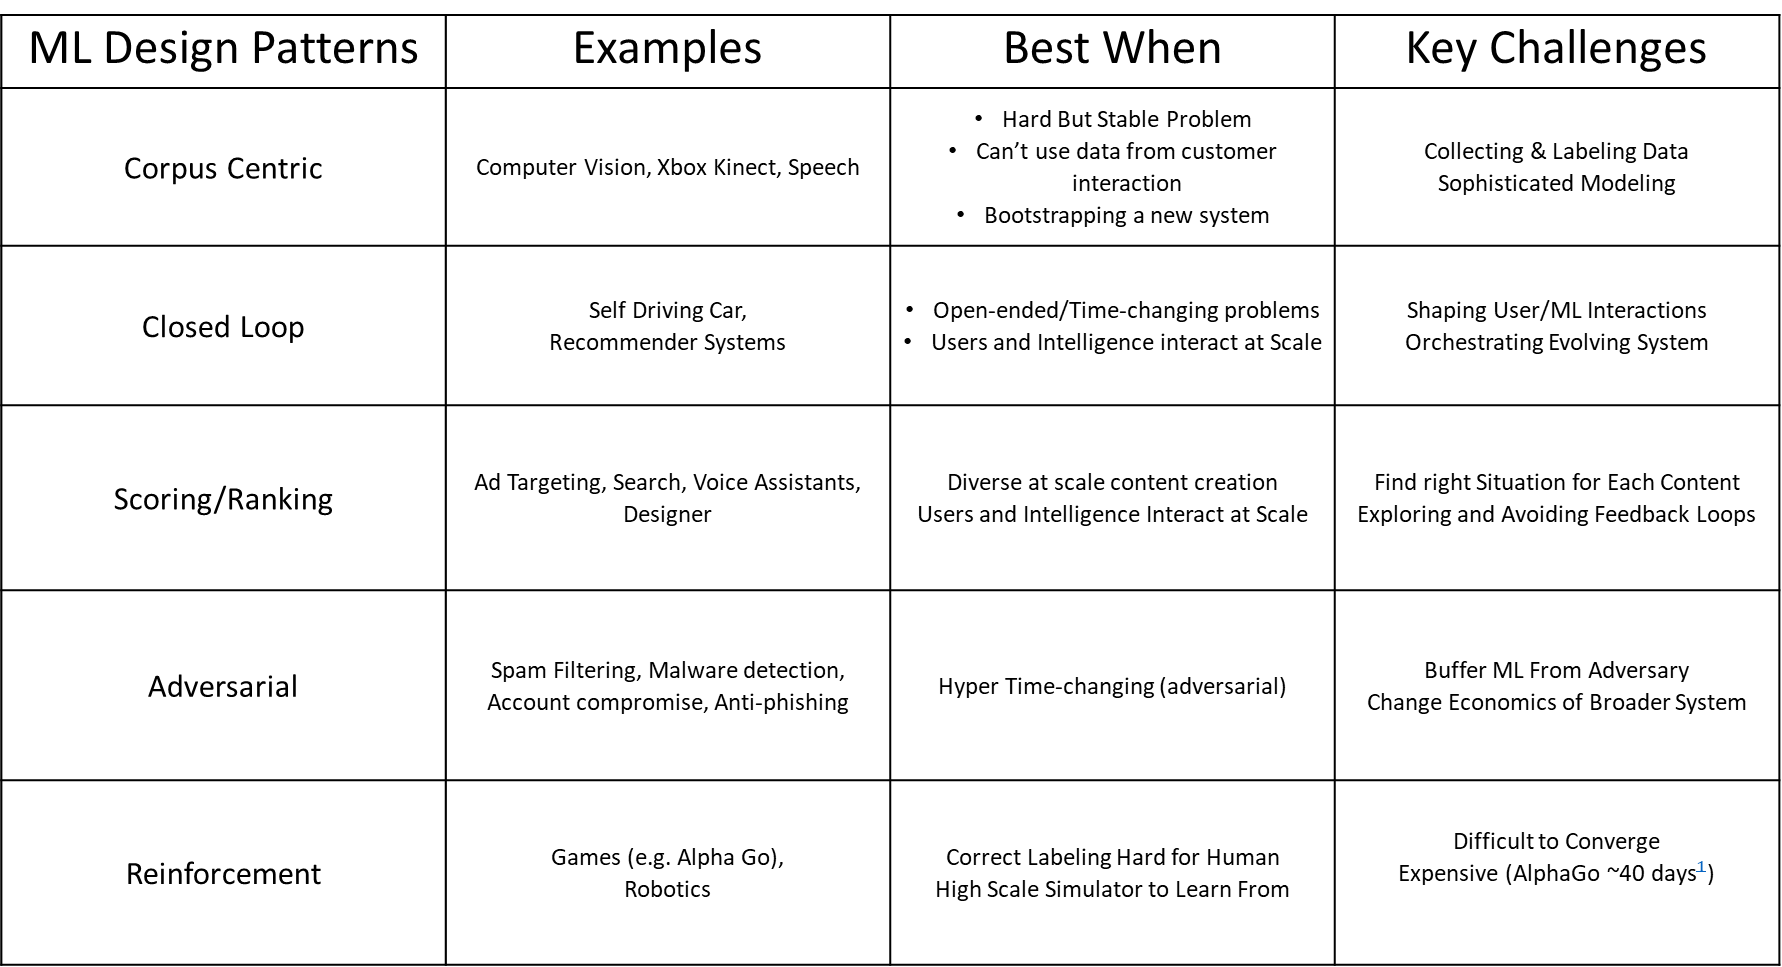 ML Design Patterns
Examples
Best When
Key Challenges
Corpus Centric
Computer Vision, Xbox Kinect, Speech
• Hard But Stable Problem
• Can't use data from customer
interaction
• Bootstrapping a new system
Collecting & Labeling Data
Sophisticated Modeling
Closed Loop
Self Driving Car,
Recommender Systems
• Open-ended/Time-changing problems
• Users and Intelligence interact at Scale
Shaping User/ML Interactions
Orchestrating Evolving System
Scoring/Ranking
Ad Targeting, Search, Voice Assistants,
Designer
Diverse at scale content creation
Users and Intelligence Interact at Scale
Find right Situation for Each Content
Exploring and Avoiding Feedback Loops
Adversarial
Spam Filtering, Malware detection,
Account compromise, Anti-phishing
Hyper Time-changing (adversarial)
Buffer ML From Adversary
Change Economics of Broader System
Reinforcement
Games (e.g. Alpha Go),
Robotics
Correct Labeling Hard for Human
High Scale Simulator to Learn From
Difficult to Converge
Expensive (AlphaGo ~40 days1)